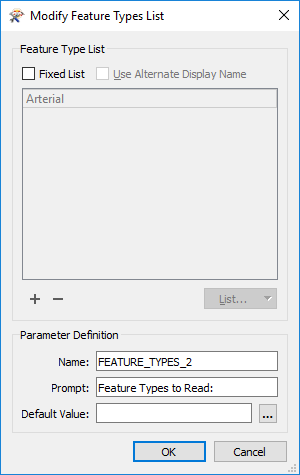 Modify Feature Types List
Feature Type List
Fixed List Use Alternate Display Name
Arterial
List...
Parameter Definition
Name: FEATURE_TYPES_2
Prompt: Feature Types to Read:
Default Value: ...
OK Cancel